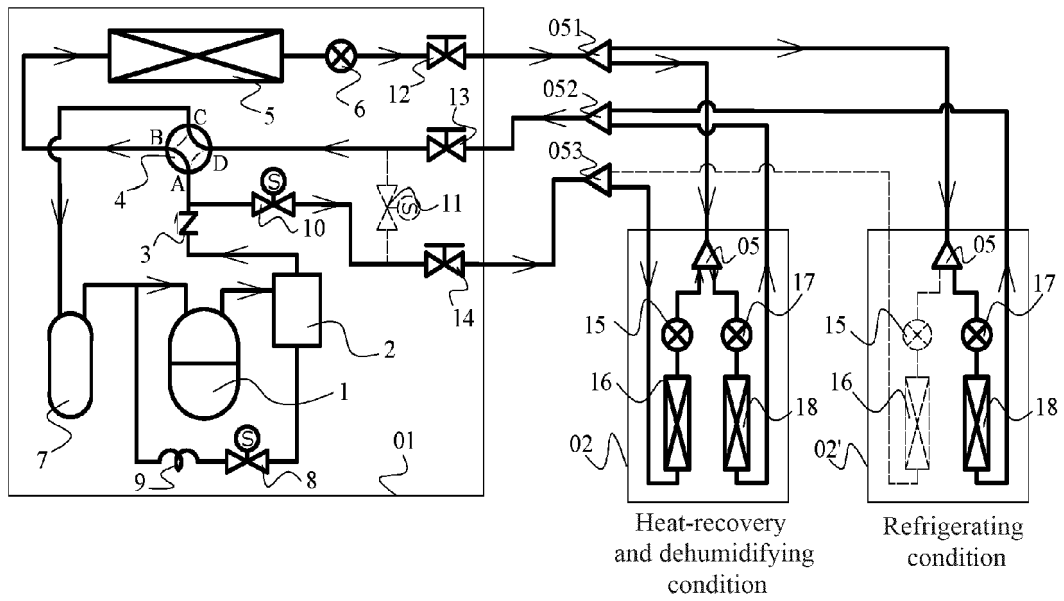 051
5
6
12
13
052
C
B
D
A
4
053
S
S
11
10
3
14
05
05
15
17
15
17
2
1
16
18
16
18
7
S
9
8
01
02
02'
Heat-recovery
and dehumidifying
condition
Refrigerating
condition